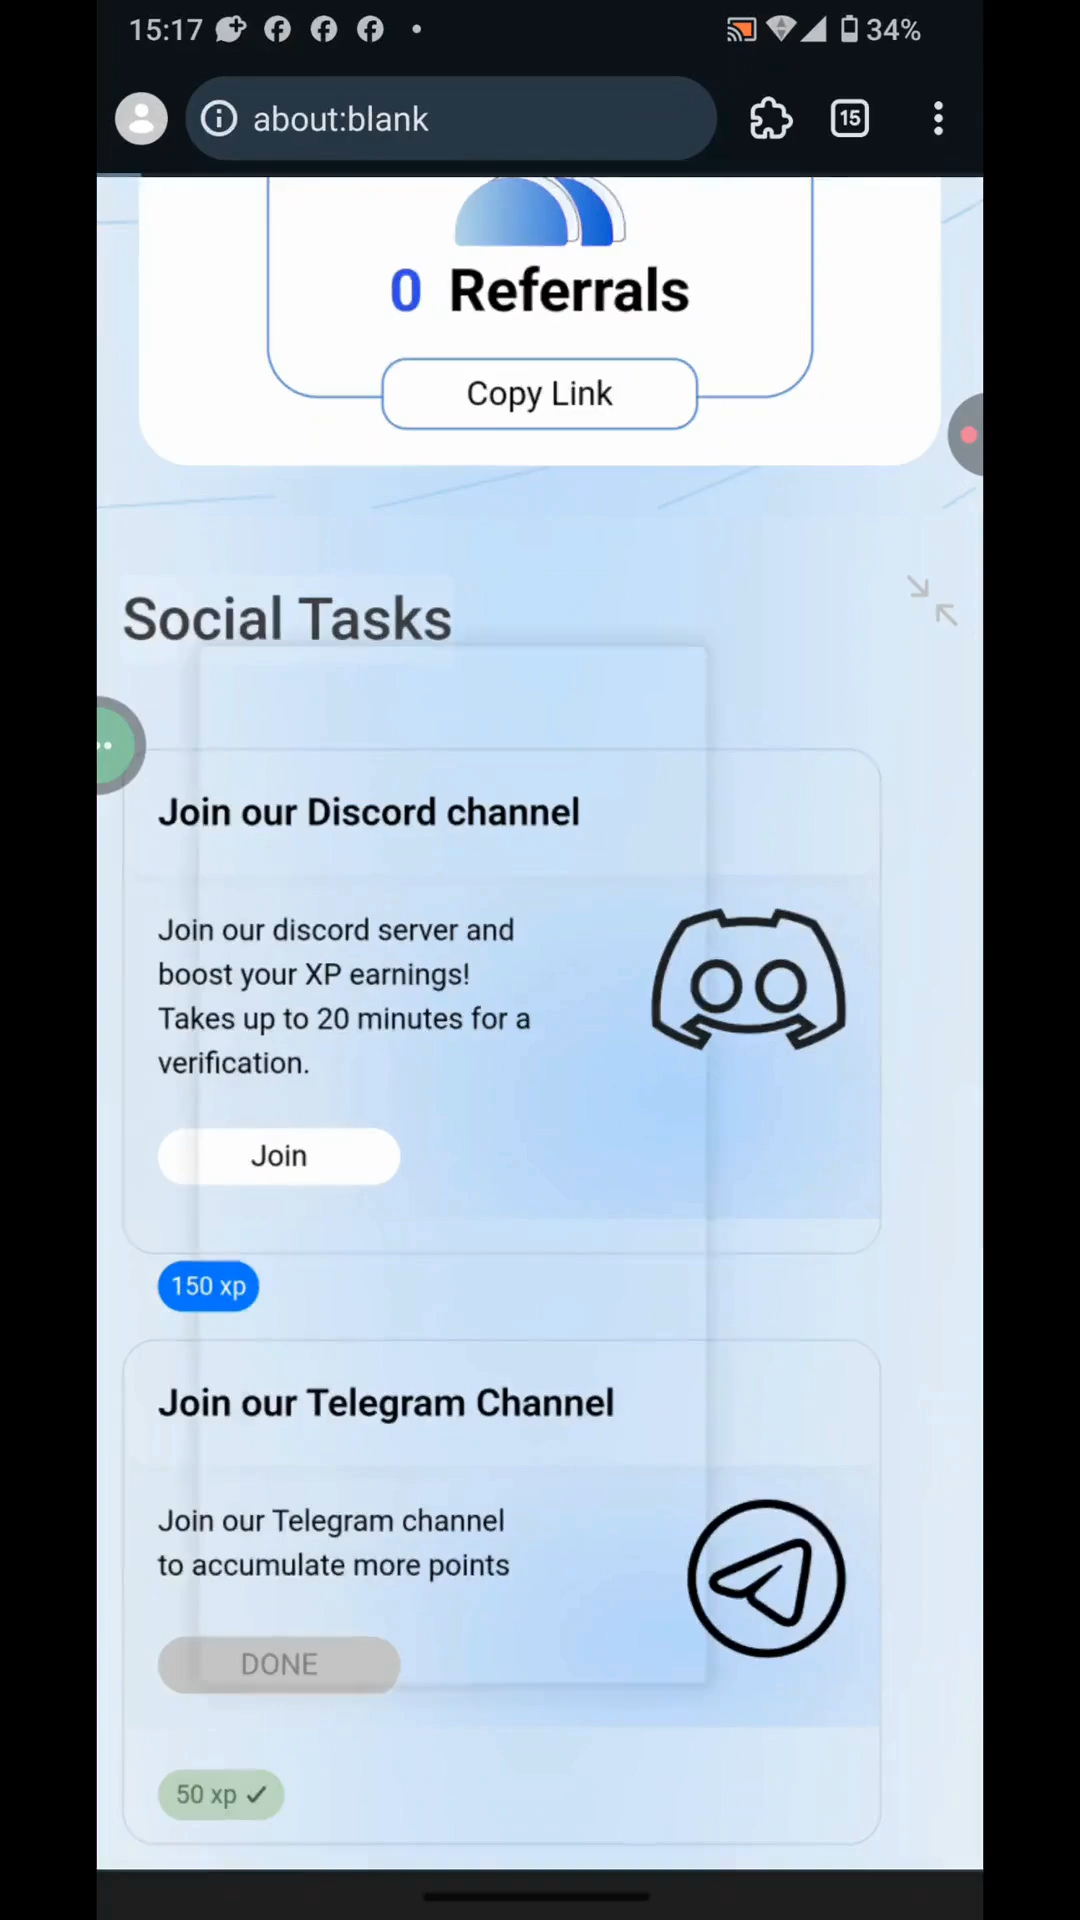 15:17
34%
about:blank
15
0 Referrals
Copy Link
Social Tasks
Join our Discord channel
Join our discord server and
boost your XP earnings!
Takes up to 20 minutes for a
verification.
Join
150 xp
Join our Telegram Channel
Join our Telegram channel
to accumulate more points
DONE
50 xp ✓